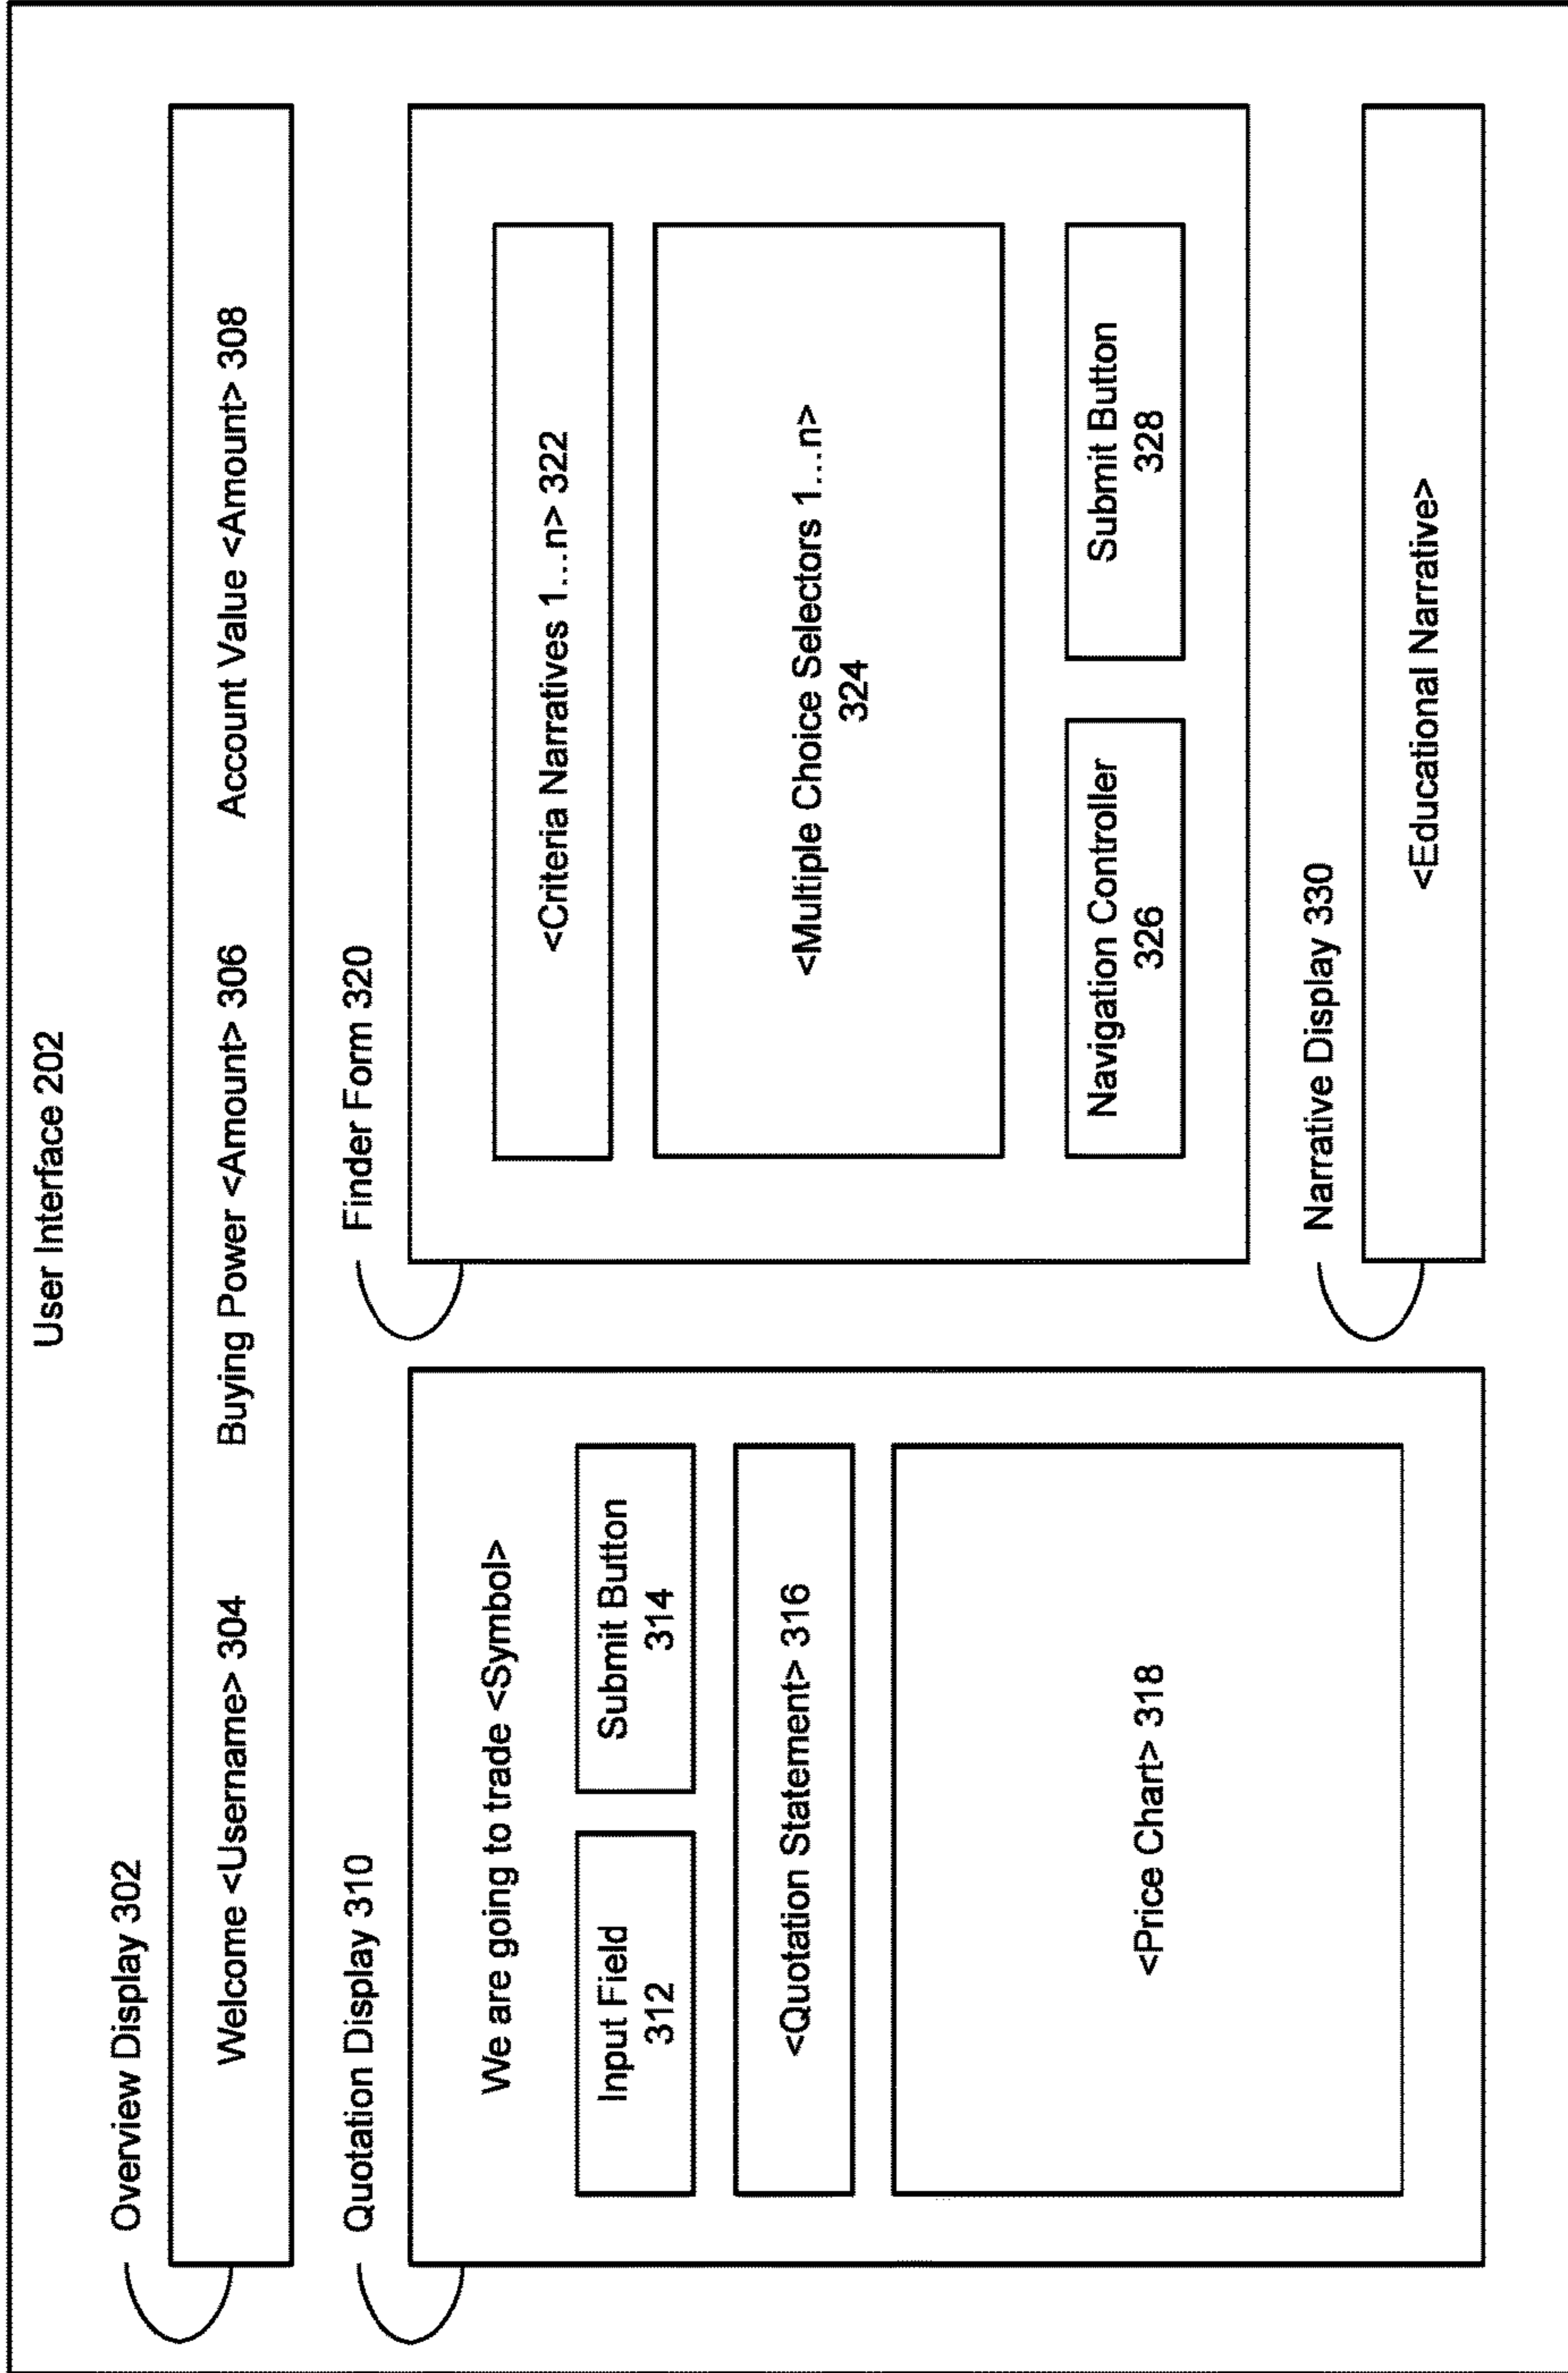 User Interface 202
Overview Display 302
Welcome <Username> 304
Buying Power <Amount> 306
Account Value <Amount> 308
Quotation Display 310
We are going to trade <Symbol>
Input Field
312
Submit Button
314
<Quotation Statement> 316
<Price Chart> 318
Finder Form 320
<Criteria Narratives 1...n> 322
<Multiple Choice Selectors 1...n>
324
Navigation Controller
326
Submit Button
328
Narrative Display 330
<Educational Narrative>